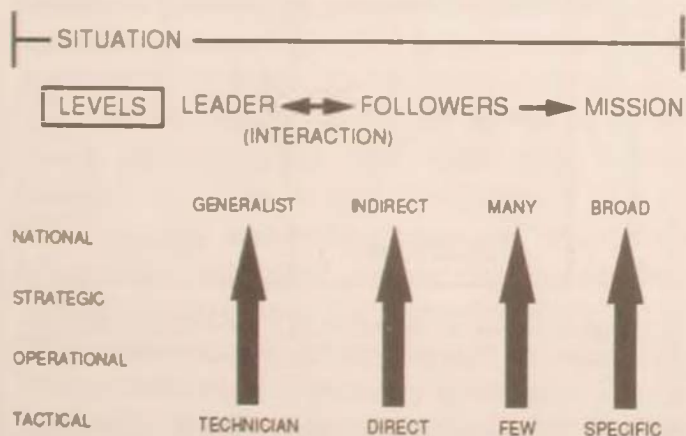 SITUATION
LEVELS LEADER FOLLOWERS MISSION
(INTERACTION)
GENERALIST INDIRECT MANY BROAD
NATIONAL
STRATEGIC
OPERATIONAL
TACTICAL TECHNICIAN DIRECT FEW SPECIFIC